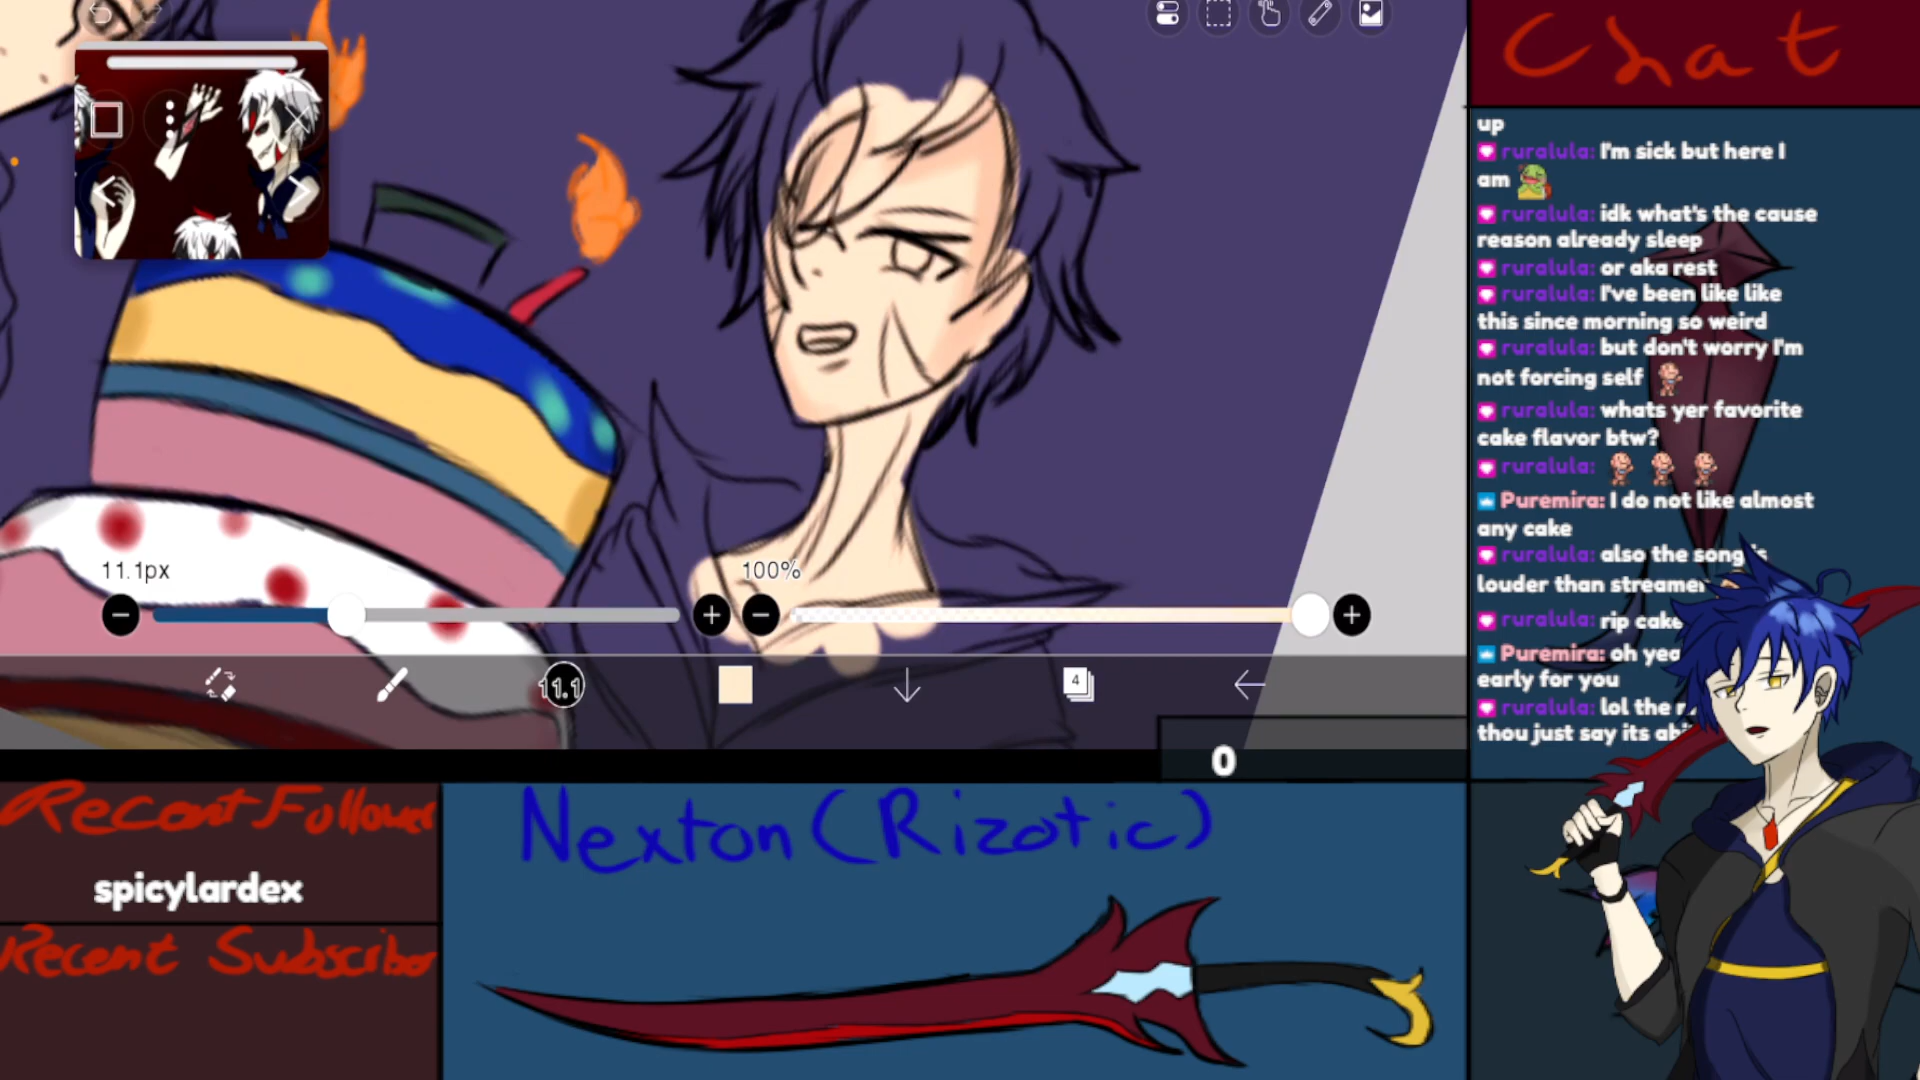 Chat
up
ruralula: I'm sick but here I
am
ruralula: idk what's the cause
reason already sleep
ruralula: or aka rest
ruralula: I've been like like
this since morning so weird
ruralula: but don't worry I'm
not forcing self
ruralula: whats yer favorite
cake flavor btw?
ruralula:
Puremira: I do not like almost
any cake
ruralula: also the song is
louder than streamer
ruralula: rip cake
Puremira: oh yea
early for you
ruralula: lol the
thou just say its
11.1px
100%
11.1
4
0
Recent Follower
spicylardex
Recent Subscriber
Nexton (Rizotic)